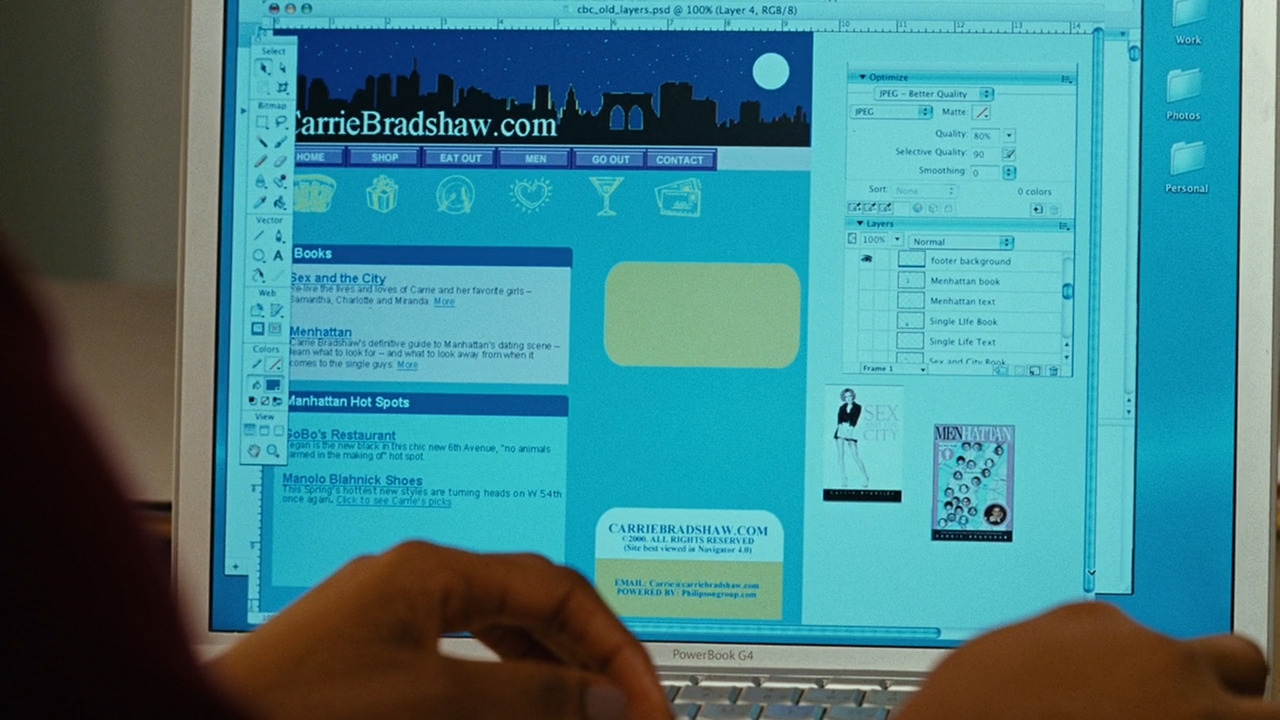 cbc_old_layers.psd @ 100% (Layer 4, RGB/8)
9
10
11
12
13
14
Select
Bitmap
Vector
Web
Colors
View
CarrieBradshaw.com
HOME
SHOP
EAT OUT
MEN
GO OUT
CONTACT
Books
Sex and the City
Re-live the lives and loves of Carrie and her favorite girls –
Samantha, Charlotte and Miranda. More
Menhattan
Carrie Bradshaw's definitive guide to Manhattan's dating scene –
learn what to look for – and what to look away from when it
comes to the single guys. More
Manhattan Hot Spots
GoBo's Restaurant
Vegan is the new black in this chic new 6th Avenue, "no animals
armed in the making of" hot spot.
Manolo Blahnick Shoes
This Spring's hottest new styles are turning heads on W 54th
once again. Click to see Carrie's picks
CARRIEBRADSHAW.COM
©2000. ALL RIGHTS RESERVED
(Site best viewed in Navigator 4.0)
EMAIL: Carrie@carriebradshaw.com
POWERED BY: Philipsongroup.com
Optimize
JPEG – Better Quality
JPEG
Matte:
Quality: 80%
Selective Quality: 90
Smoothing: 0
Sort: None
0 colors
Layers
100%
Normal
footer background
Menhattan book
Menhattan text
Single LIfe Book
Single Life Text
Sex and City Book
Frame 1
SEX
CITY
MENHATTAN
Work
Photos
Personal
PowerBook G4